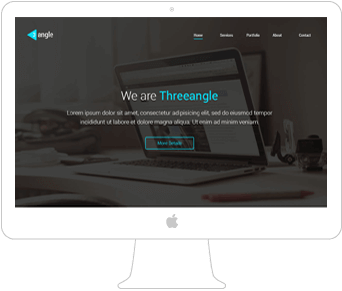 angle
Home Services Portfolio About Contact
We are Threeangle
Lorem ipsum dolor sit amet, consectetur adipisicing elit, sed do eiusmod tempor
incididunt ut labore et dolore magna aliqua. Ut enim ad minim veniam.
More Details